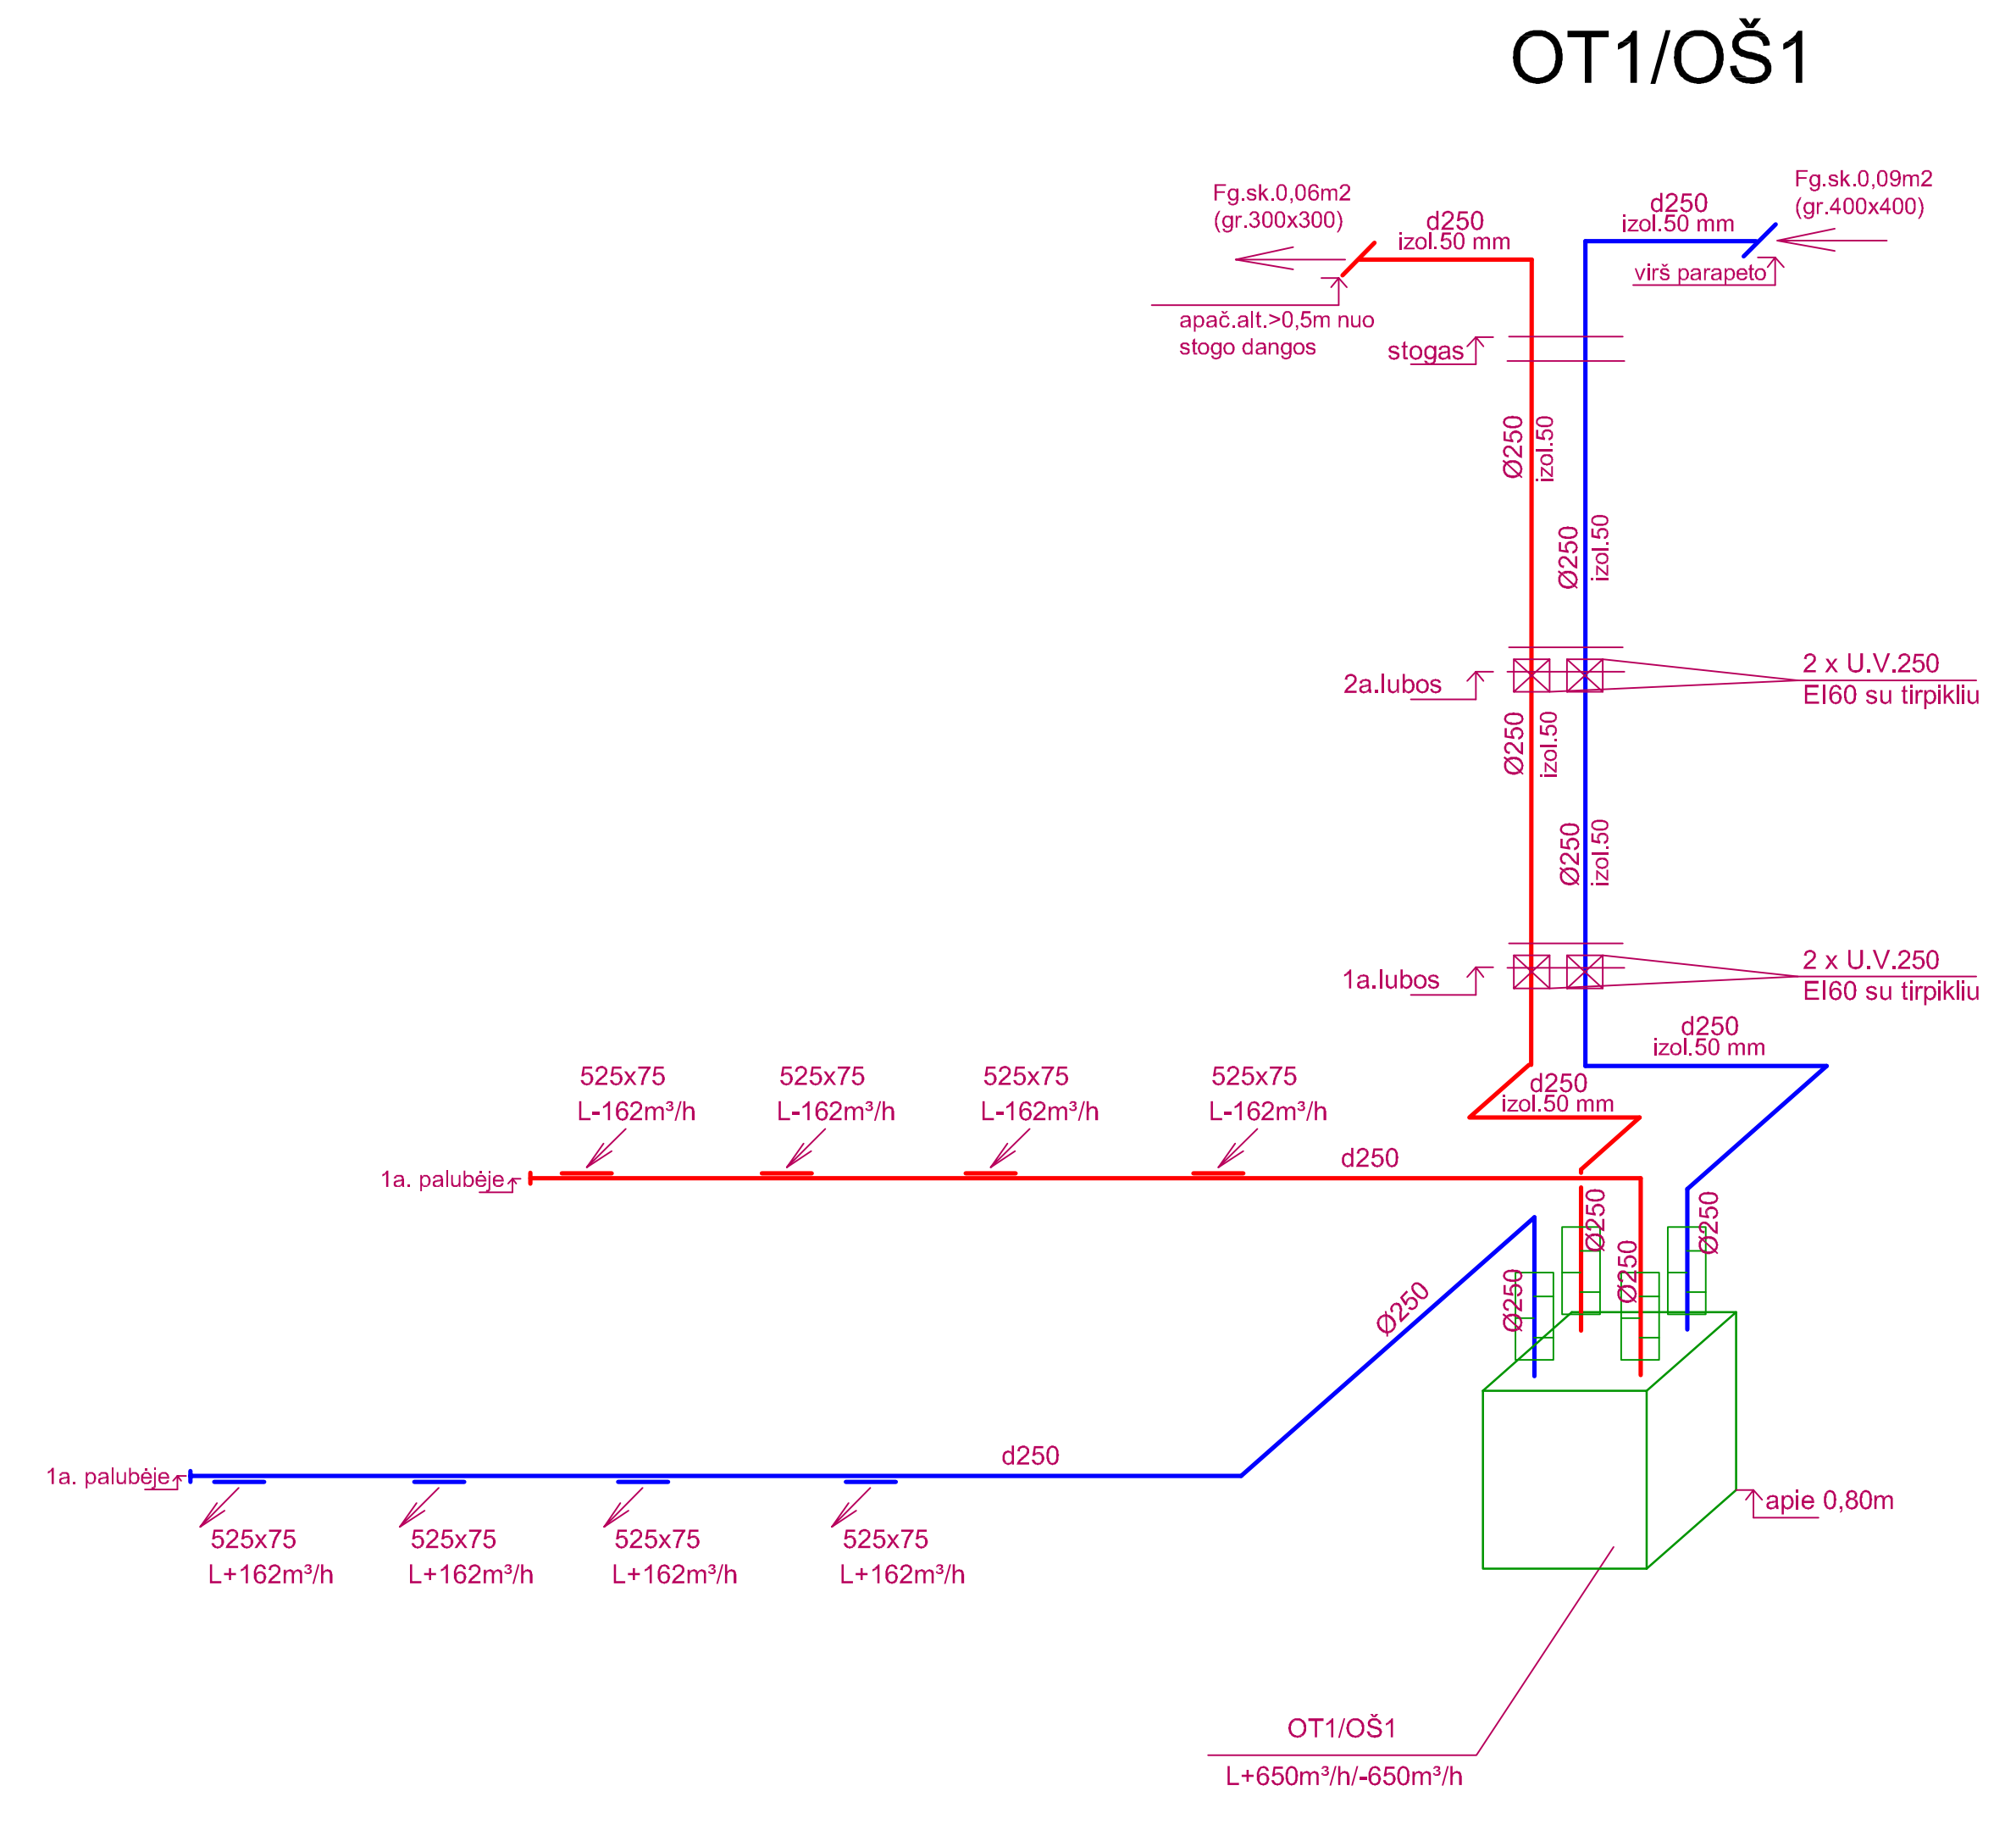 OT1/OŠ1
Fg.sk.0,06m2
(gr.300x300)
d250
izol.50 mm
d250
izol.50 mm
Fg.sk.0,09m2
(gr.400x400)
virš parapeto
apač.alt.>0,5m nuo
stogo dangos
stogas
Ø250
izol.50
Ø250
izol.50
2a.lubos
2 x U.V.250
EI60 su tirpikliu
Ø250
izol.50
Ø250
izol.50
1a.lubos
2 x U.V.250
EI60 su tirpikliu
d250
izol.50 mm
d250
izol.50 mm
525x75
L-162m³/h
525x75
L-162m³/h
525x75
L-162m³/h
525x75
L-162m³/h
d250
1a. palubėje
Ø250
Ø250
Ø250
Ø250
Ø250
d250
1a. palubėje
525x75
L+162m³/h
525x75
L+162m³/h
525x75
L+162m³/h
525x75
L+162m³/h
apie 0,80m
OT1/OŠ1
L+650m³/h/-650m³/h